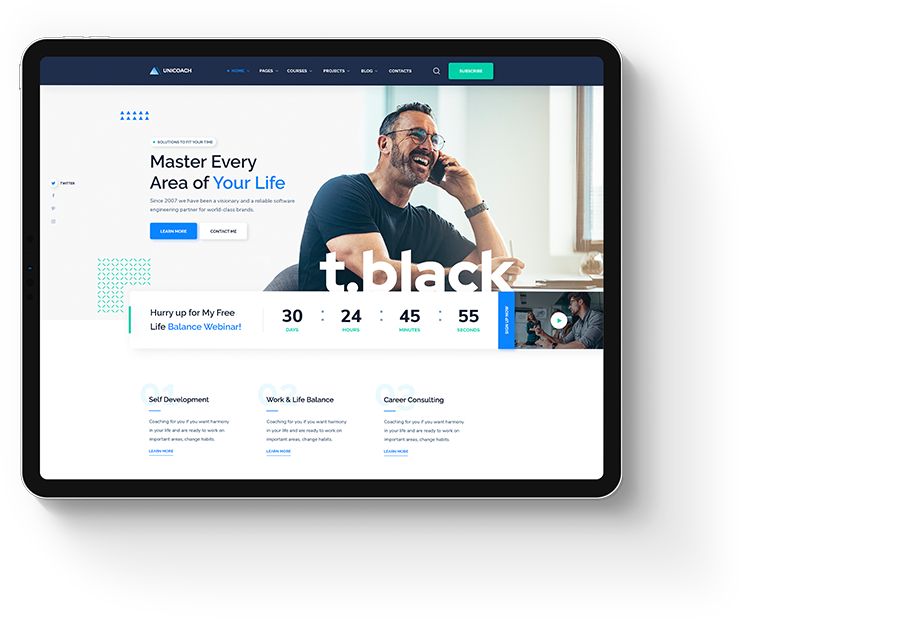 UNICOACH
HOME PAGES COURSES PROJECTS BLOG CONTACTS
SUBSCRIBE
SOLUTIONS TO FIT YOUR TIME
Master Every
Area of Your Life
TWITTER
Since 2007 we have been a visionary and a reliable software
engineering partner for world-class brands.
LEARN MORE CONTACT ME
t.black
Hurry up for My Free
Life Balance Webinar!
30 : 24 : 45 : 55
DAYS HOURS MINUTES SECONDS
SIGN UP NOW
01 02 03
Self Development Work & Life Balance Career Consulting
Coaching for you if you want harmony Coaching for you if you want harmony Coaching for you if you want harmony
in your life and are ready to work on in your life and are ready to work on in your life and are ready to work on
important areas, change habits. important areas, change habits. important areas, change habits.
LEARN MORE LEARN MORE LEARN MORE